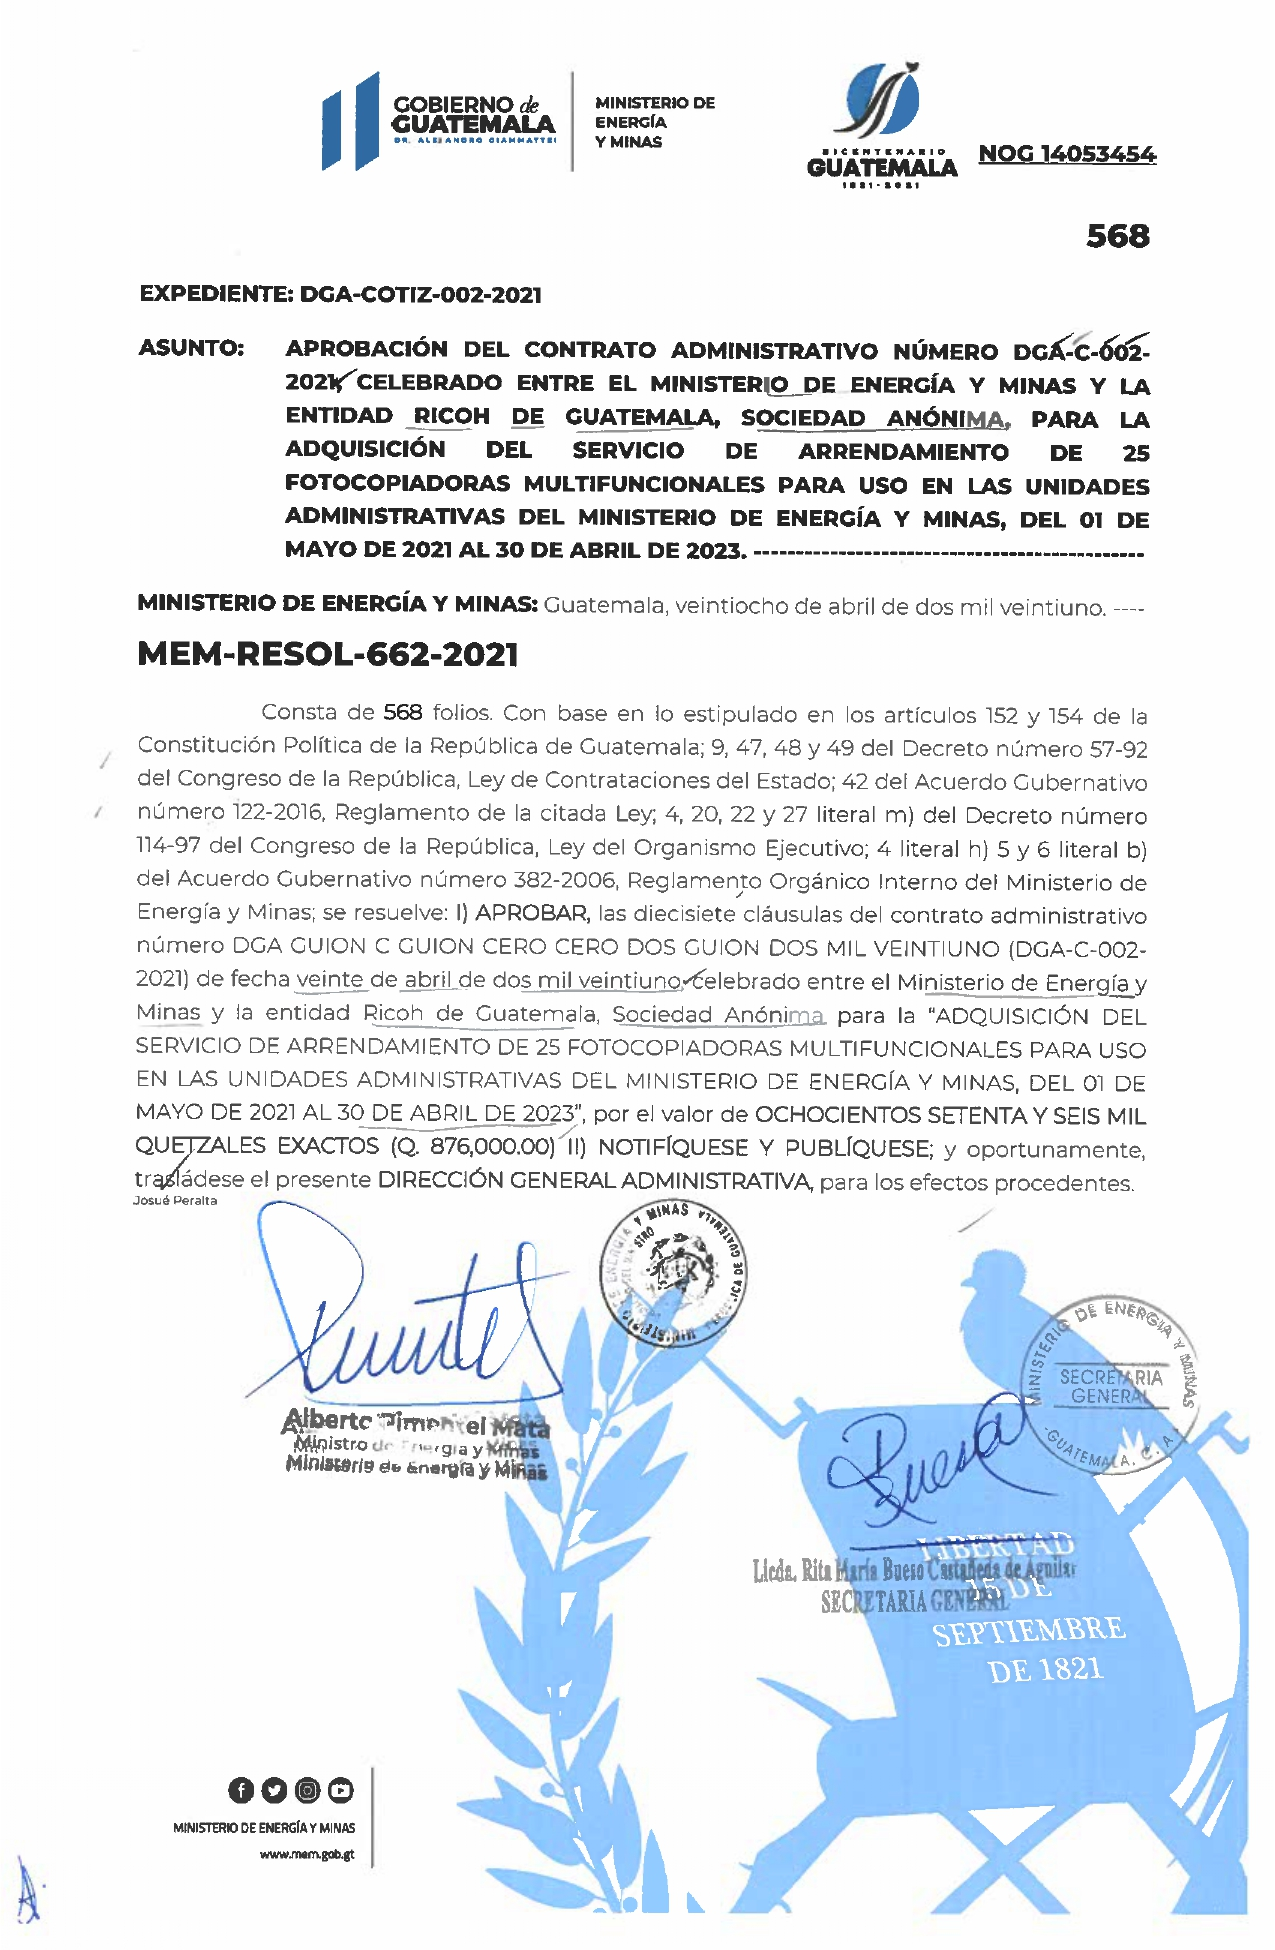 GOBIERNO de
GUATEMALA
DR. ALEJANDRO GIAMMATTEI
MINISTERIO DE
ENERGÍA
Y MINAS
BICENTENARIO
GUATEMALA
1821-2021
NOG 14053454
568
EXPEDIENTE: DGA-COTIZ-002-2021
ASUNTO: APROBACIÓN DEL CONTRATO ADMINISTRATIVO NÚMERO DGA-C-002-
2021 CELEBRADO ENTRE EL MINISTERIO DE ENERGÍA Y MINAS Y LA
ENTIDAD RICOH DE GUATEMALA, SOCIEDAD ANÓNIMA, PARA LA
ADQUISICIÓN DEL SERVICIO DE ARRENDAMIENTO DE 25
FOTOCOPIADORAS MULTIFUNCIONALES PARA USO EN LAS UNIDADES
ADMINISTRATIVAS DEL MINISTERIO DE ENERGÍA Y MINAS, DEL 01 DE
MAYO DE 2021 AL 30 DE ABRIL DE 2023. -----------------------------------------------
MINISTERIO DE ENERGÍA Y MINAS: Guatemala, veintiocho de abril de dos mil veintiuno. ----
MEM-RESOL-662-2021
Consta de 568 folios. Con base en lo estipulado en los artículos 152 y 154 de la
Constitución Política de la República de Guatemala; 9, 47, 48 y 49 del Decreto número 57-92
del Congreso de la República, Ley de Contrataciones del Estado; 42 del Acuerdo Gubernativo
número 122-2016, Reglamento de la citada Ley; 4, 20, 22 y 27 literal m) del Decreto número
114-97 del Congreso de la República, Ley del Organismo Ejecutivo; 4 literal h) 5 y 6 literal b)
del Acuerdo Gubernativo número 382-2006, Reglamento Orgánico Interno del Ministerio de
Energía y Minas; se resuelve: I) APROBAR, las diecisiete cláusulas del contrato administrativo
número DGA GUION C GUION CERO CERO DOS GUION DOS MIL VEINTIUNO (DGA-C-002-
2021) de fecha veinte de abril de dos mil veintiuno, celebrado entre el Ministerio de Energía y
Minas y la entidad Ricoh de Guatemala, Sociedad Anónima para la "ADQUISICIÓN DEL
SERVICIO DE ARRENDAMIENTO DE 25 FOTOCOPIADORAS MULTIFUNCIONALES PARA USO
EN LAS UNIDADES ADMINISTRATIVAS DEL MINISTERIO DE ENERGÍA Y MINAS, DEL 01 DE
MAYO DE 2021 AL 30 DE ABRIL DE 2023", por el valor de OCHOCIENTOS SETENTA Y SEIS MIL
QUETZALES EXACTOS (Q. 876,000.00) II) NOTIFÍQUESE Y PUBLÍQUESE; y oportunamente,
trasládese el presente DIRECCIÓN GENERAL ADMINISTRATIVA, para los efectos procedentes.
Josué Peralta
MINISTERIO DE ENERGIA Y MINAS
SECRETARIA
GENERAL
GUATEMALA, C. A.
Alberto Pimentel Mata
Ministro de Energía y Minas
Ministerio de Energía y Minas
LIBERTAD
Licda. Rita María Bueso Castañeda de Aguilar
15 DE
SECRETARIA GENERAL
SEPTIEMBRE
DE 1821
MINISTERIO DE ENERGÍA Y MINAS
www.mem.gob.gt